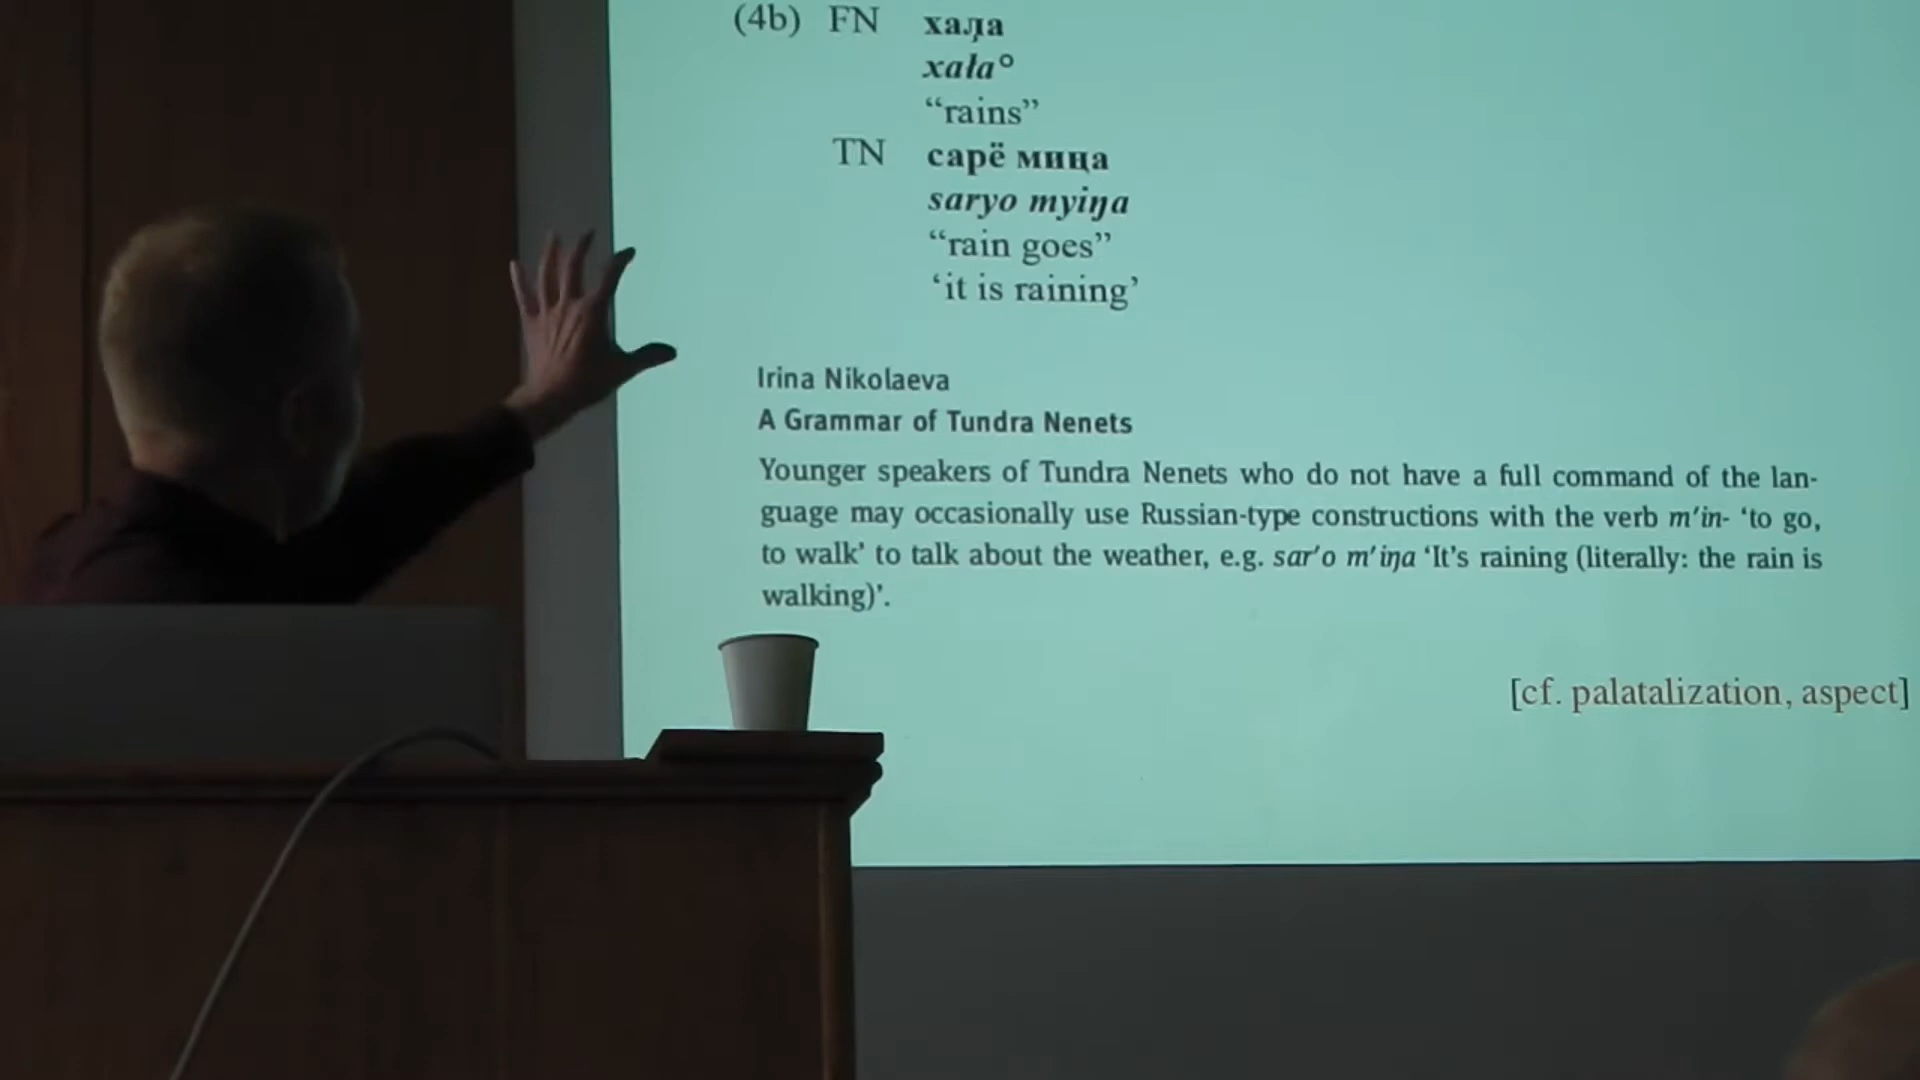 (4b) FN хаԓа
xała°
“rains”
TN сарё миңа
saryo myiŋa
“rain goes”
‘it is raining’
Irina Nikolaeva
A Grammar of Tundra Nenets
Younger speakers of Tundra Nenets who do not have a full command of the lan-
guage may occasionally use Russian-type constructions with the verb m′in- ‘to go,
to walk’ to talk about the weather, e.g. sar′o m′iŋa ‘It's raining (literally: the rain is
walking)’.
[cf. palatalization, aspect]